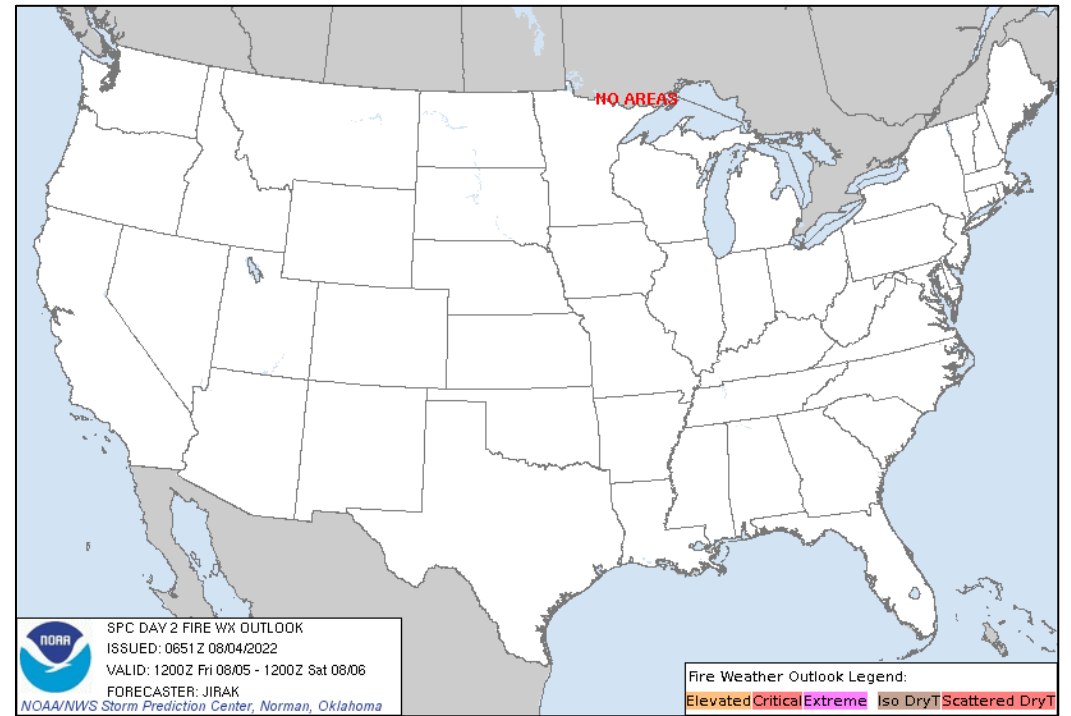 NO AREAS
NOAA
SPC DAY 2 FIRE WX OUTLOOK
ISSUED: 0651Z 08/04/2022
VALID: 1200Z Fri 08/05 - 1200Z Sat 08/06
FORECASTER: JIRAK
NOAA/NWS Storm Prediction Center, Norman, Oklahoma
Fire Weather Outlook Legend:
Elevated Critical Extreme Iso DryT Scattered DryT